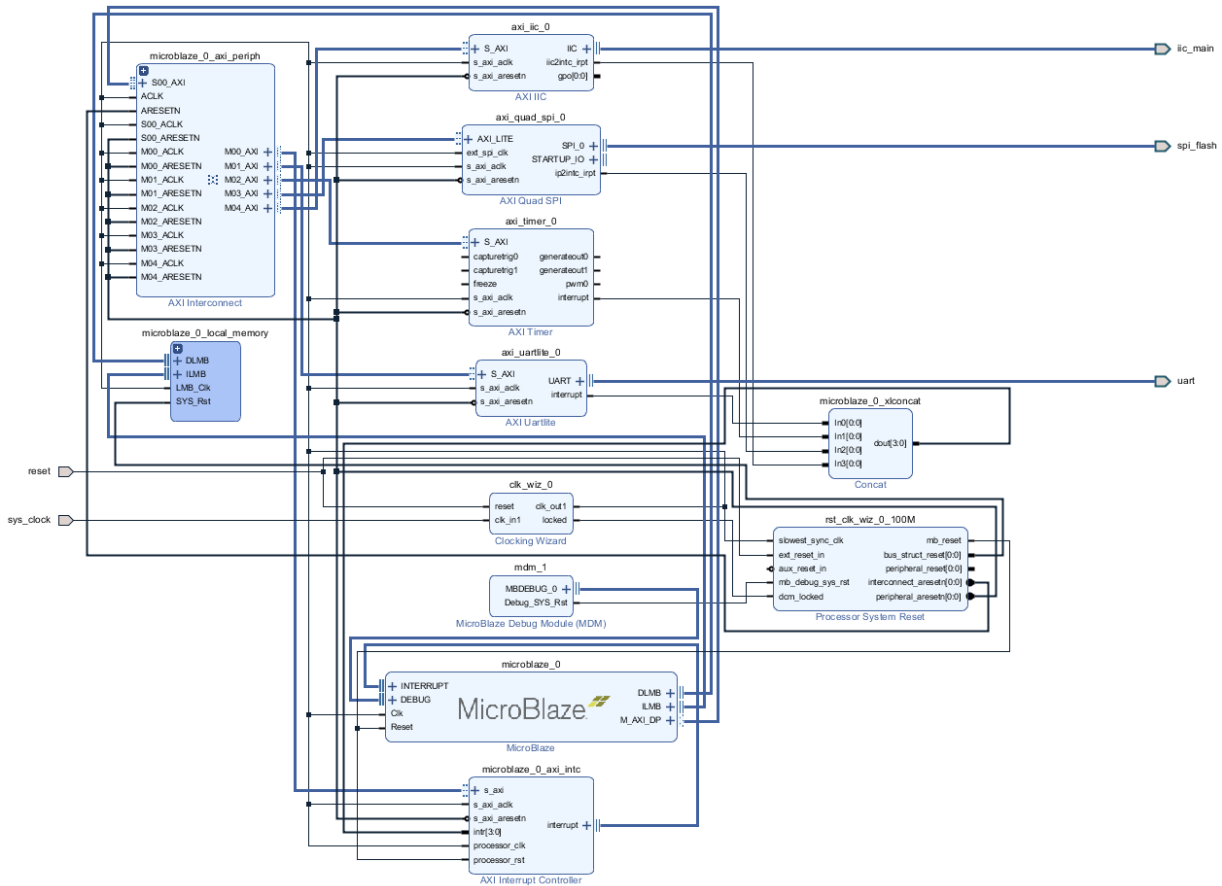 axi_iic_0
S_AXI
s_axi_aclk
s_axi_aresetn
IIC
iic2intc_irpt
gpo[0:0]
AXI IIC
iic_main
microblaze_0_axi_periph
S00_AXI
ACLK
ARESETN
S00_ACLK
S00_ARESETN
M00_ACLK
M00_ARESETN
M01_ACLK
M01_ARESETN
M02_ACLK
M02_ARESETN
M03_ACLK
M03_ARESETN
M04_ACLK
M04_ARESETN
M00_AXI
M01_AXI
M02_AXI
M03_AXI
M04_AXI
AXI Interconnect
axi_quad_spi_0
AXI_LITE
ext_spi_clk
s_axi_aclk
s_axi_aresetn
SPI_0
STARTUP_IO
ip2intc_irpt
AXI Quad SPI
spi_flash
axi_timer_0
S_AXI
capturetrig0
capturetrig1
freeze
s_axi_aclk
s_axi_aresetn
generateout0
generateout1
pwm0
interrupt
AXI Timer
microblaze_0_local_memory
DLMB
ILMB
LMB_Clk
SYS_Rst
axi_uartlite_0
S_AXI
s_axi_aclk
s_axi_aresetn
UART
interrupt
AXI Uartlite
uart
microblaze_0_xlconcat
In0[0:0]
In1[0:0]
In2[0:0]
In3[0:0]
dout[3:0]
Concat
reset
sys_clock
clk_wiz_0
reset
clk_in1
clk_out1
locked
Clocking Wizard
rst_clk_wiz_0_100M
slowest_sync_clk
ext_reset_in
aux_reset_in
mb_debug_sys_rst
dcm_locked
mb_reset
bus_struct_reset[0:0]
peripheral_reset[0:0]
interconnect_aresetn[0:0]
peripheral_aresetn[0:0]
Processor System Reset
mdm_1
MBDEBUG_0
Debug_SYS_Rst
MicroBlaze Debug Module (MDM)
microblaze_0
INTERRUPT
DEBUG
Clk
Reset
MicroBlaze
DLMB
ILMB
M_AXI_DP
MicroBlaze
microblaze_0_axi_intc
s_axi
s_axi_aclk
s_axi_aresetn
intr[3:0]
processor_clk
processor_rst
interrupt
AXI Interrupt Controller